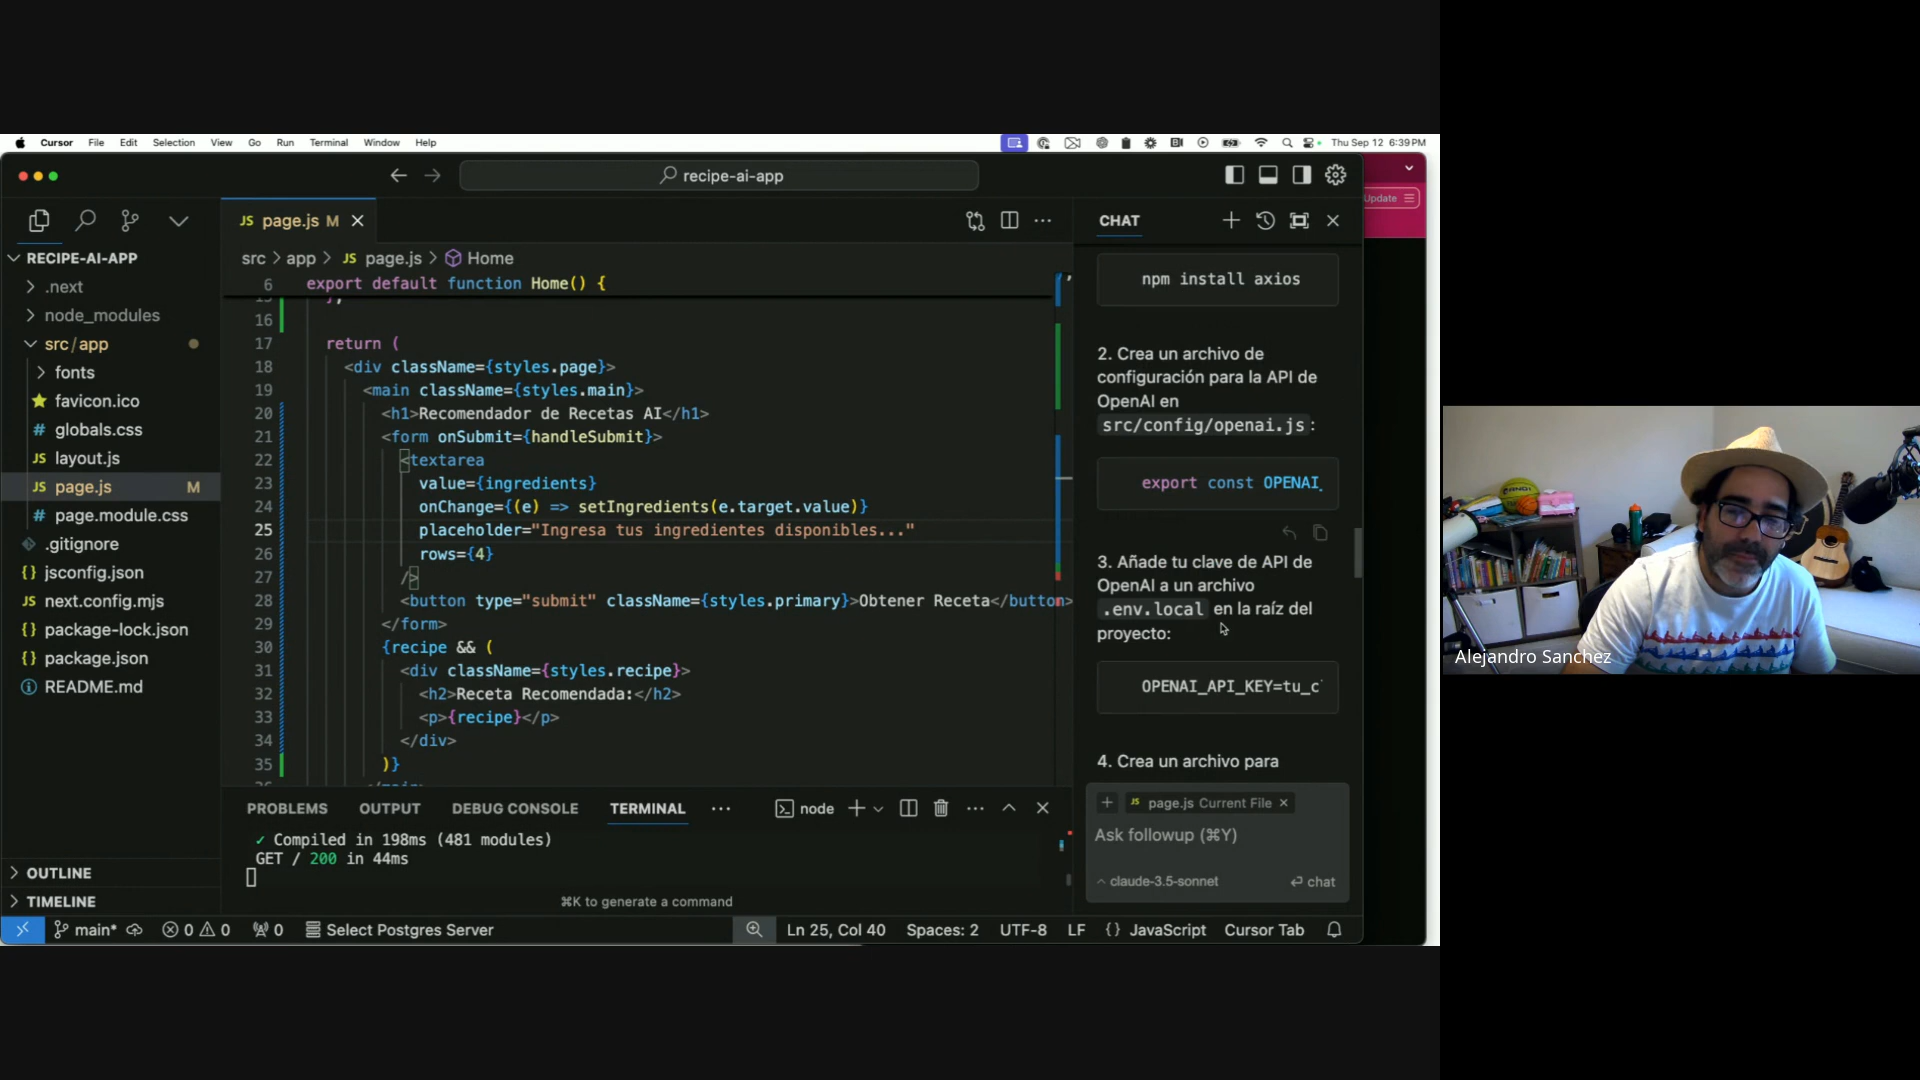 Cursor File Edit Selection View Go Run Terminal Window Help
Thu Sep 12 6:39 PM
recipe-ai-app
Update
JS page.js M
CHAT
RECIPE-AI-APP
.next
node_modules
src/app
fonts
favicon.ico
# globals.css
JS layout.js
JS page.js M
# page.module.css
.gitignore
{} jsconfig.json
JS next.config.mjs
{} package-lock.json
{} package.json
README.md
OUTLINE
TIMELINE
src > app > JS page.js > Home
6 export default function Home() {
15 };
16
17 return (
18 <div className={styles.page}>
19 <main className={styles.main}>
20 <h1>Recomendador de Recetas AI</h1>
21 <form onSubmit={handleSubmit}>
22 <textarea
23 value={ingredients}
24 onChange={(e) => setIngredients(e.target.value)}
25 placeholder="Ingresa tus ingredientes disponibles..."
26 rows={4}
27 />
28 <button type="submit" className={styles.primary}>Obtener Receta</button>
29 </form>
30 {recipe && (
31 <div className={styles.recipe}>
32 <h2>Receta Recomendada:</h2>
33 <p>{recipe}</p>
34 </div>
35 )}
PROBLEMS OUTPUT DEBUG CONSOLE TERMINAL ··· node
✓ Compiled in 198ms (481 modules)
GET / 200 in 44ms
⌘K to generate a command
npm install axios
2. Crea un archivo de
configuración para la API de
OpenAI en
src/config/openai.js:
export const OPENAI_
3. Añade tu clave de API de
OpenAI a un archivo
.env.local en la raíz del
proyecto:
OPENAI_API_KEY=tu_c
4. Crea un archivo para
+ JS page.js Current File ×
Ask followup (⌘Y)
claude-3.5-sonnet
chat
main* 0 0 0 Select Postgres Server Ln 25, Col 40 Spaces: 2 UTF-8 LF {} JavaScript Cursor Tab
Alejandro Sanchez